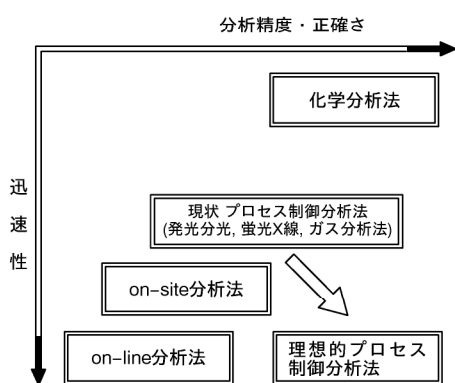 分析精度・正確さ
化学分析法
迅速性
現状 プロセス制御分析法
(発光分光, 蛍光X線, ガス分析法)
on-site分析法
on-line分析法
理想的プロセス
制御分析法